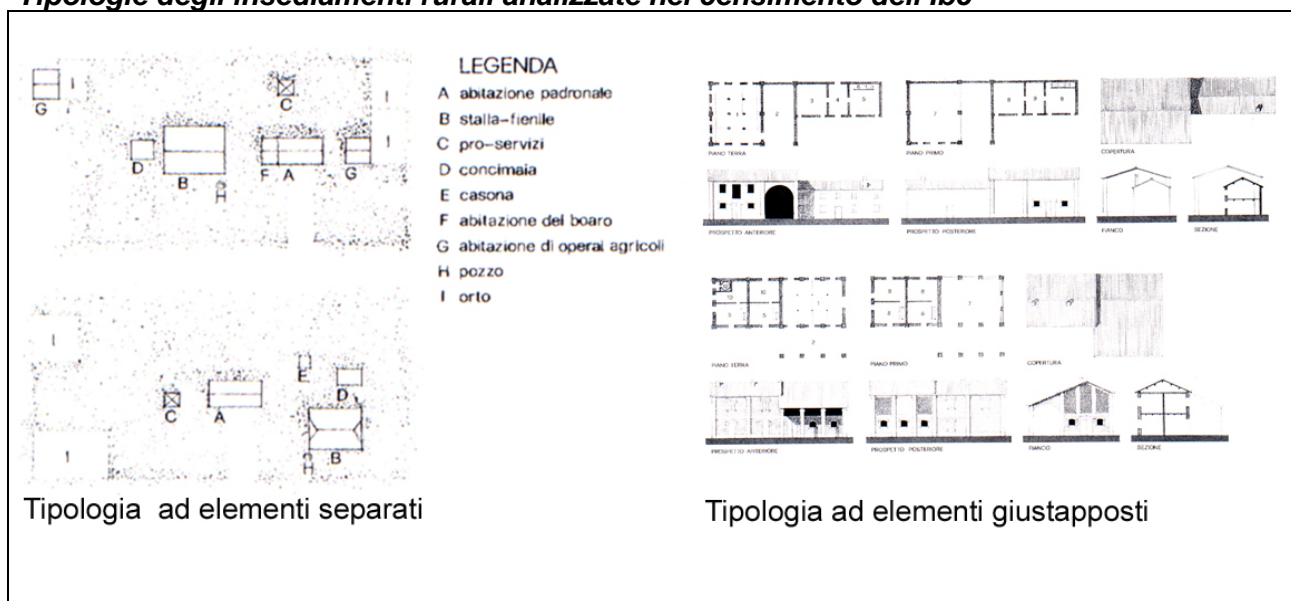 Tipologie degli insediamenti rurali analizzate nel censimento dell'Ibc
LEGENDA
A abitazione padronale
B stalla-fienile
C pro-servizi
D concimaia
E casona
F abitazione del boaro
G abitazione di operai agricoli
H pozzo
I orto
G
I
C
I
I
D
B
H
F A
G
I
I
C
A
E
D
H
B
Tipologia ad elementi separati
PIANO TERRA
PIANO PRIMO
COPERTURA
PROSPETTO ANTERIORE
PROSPETTO POSTERIORE
FIANCO
SEZIONE
PIANO TERRA
PIANO PRIMO
COPERTURA
PROSPETTO ANTERIORE
PROSPETTO POSTERIORE
FIANCO
SEZIONE
Tipologia ad elementi giustapposti